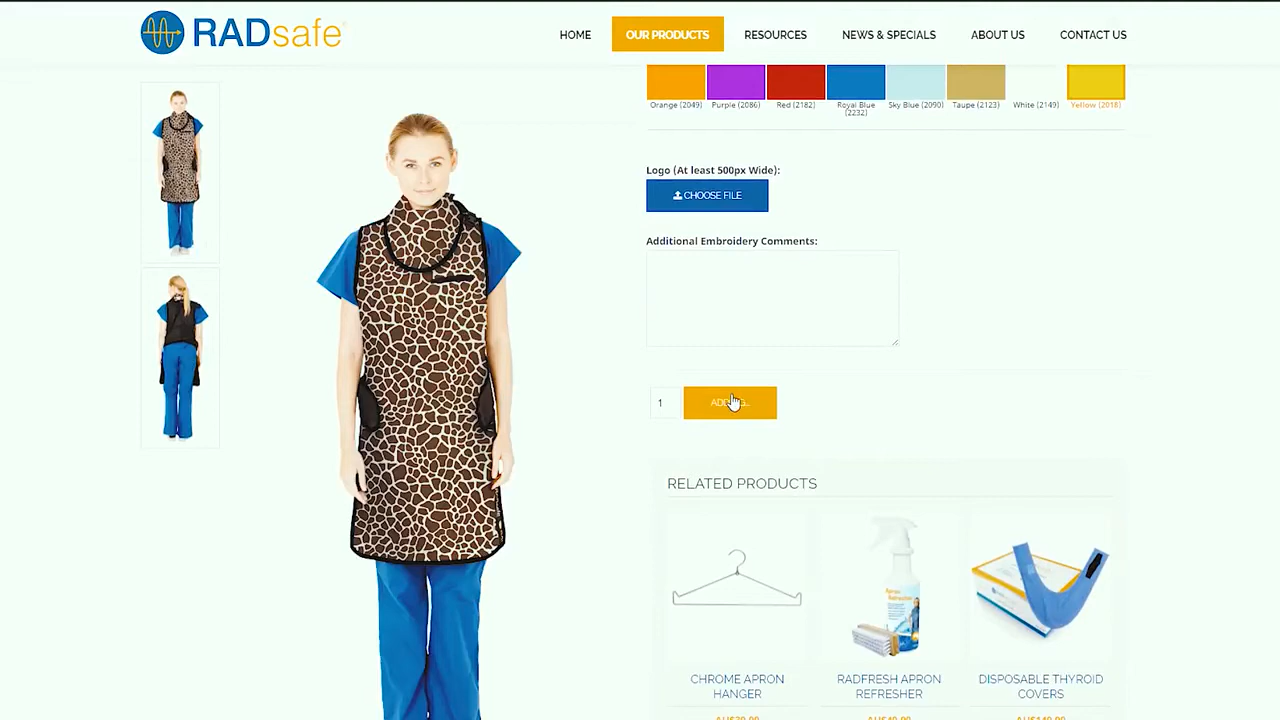 RADsafe
HOME
OUR PRODUCTS
RESOURCES
NEWS & SPECIALS
ABOUT US
CONTACT US
Orange (2049)
Purple (2086)
Red (2182)
Royal Blue
(2232)
Sky Blue (2090)
Taupe (2123)
White (2149)
Yellow (2018)
Logo (At least 500px Wide):
CHOOSE FILE
Additional Embroidery Comments:
1
RELATED PRODUCTS
CHROME APRON
HANGER
RADFRESH APRON
REFRESHER
DISPOSABLE THYROID
COVERS